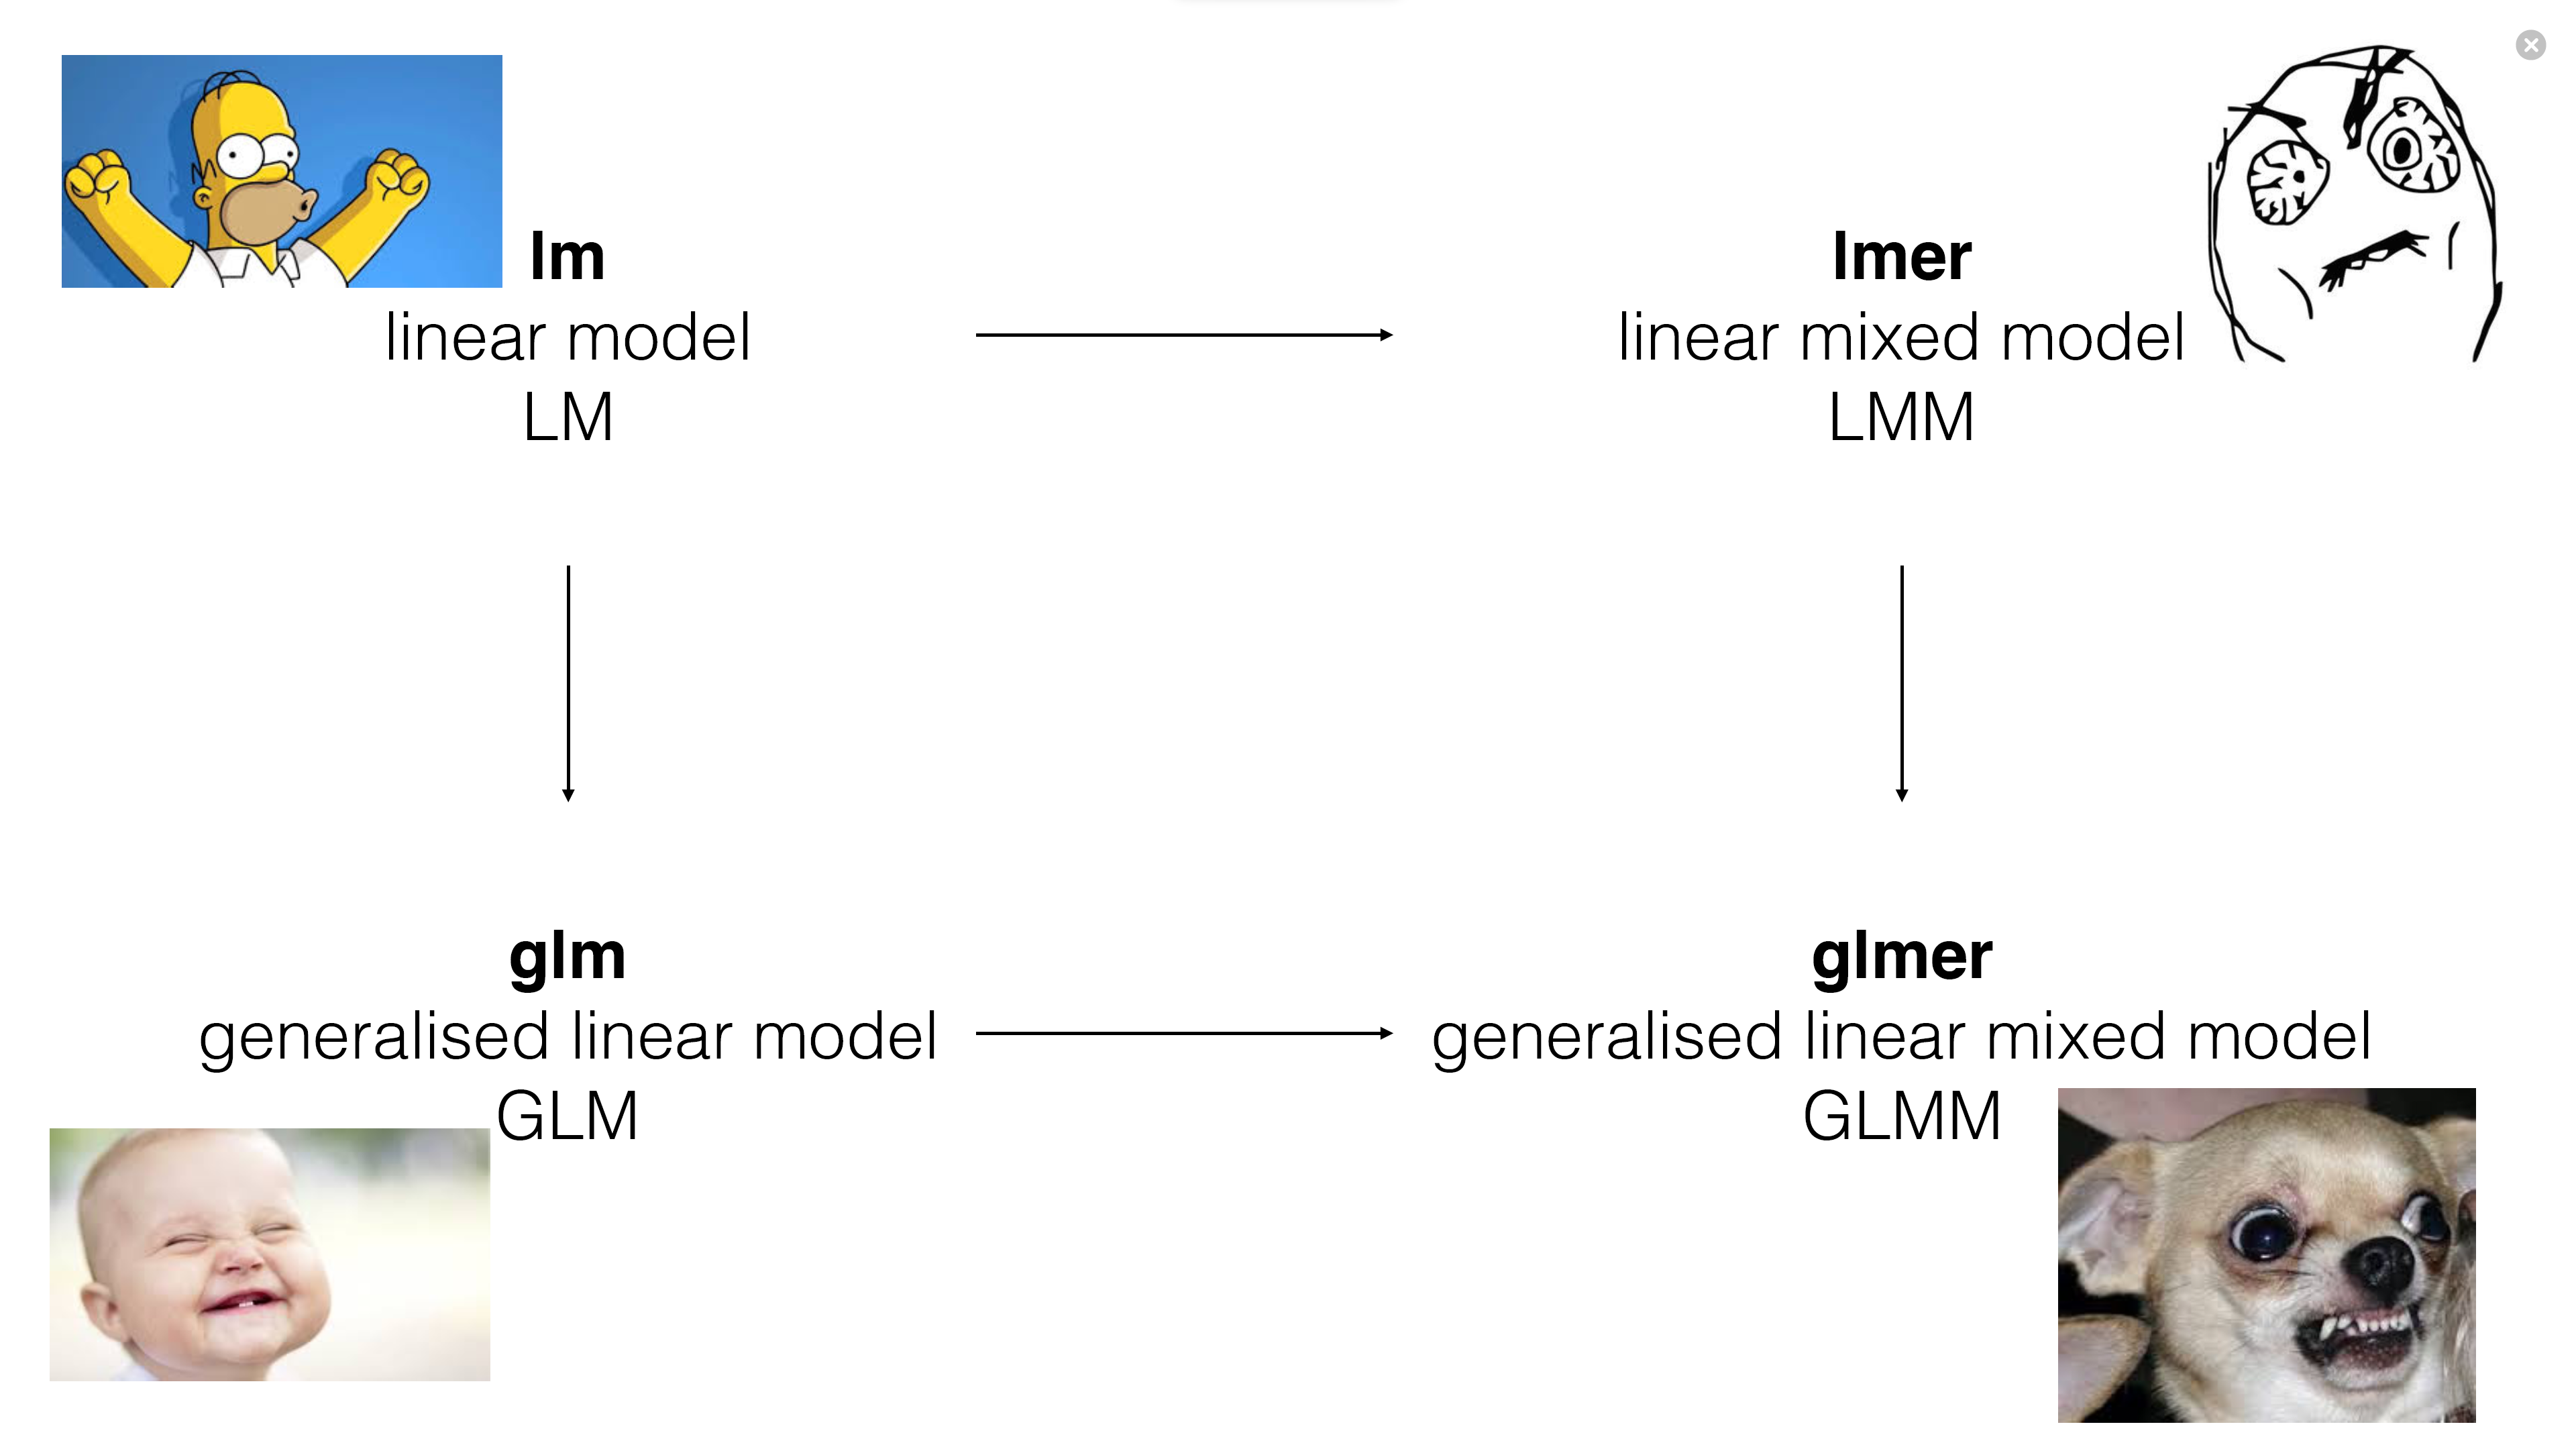 lm
linear model
LM
lmer
linear mixed model
LMM
glm
generalised linear model
GLM
glmer
generalised linear mixed model
GLMM